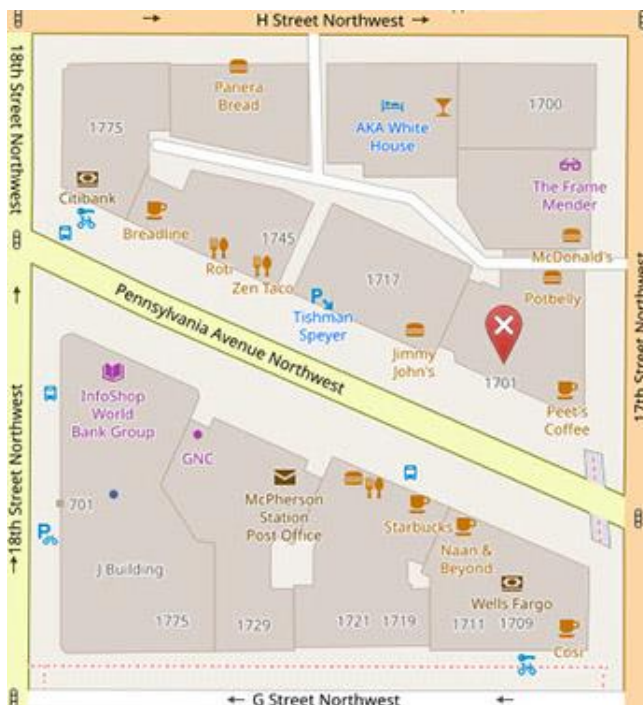 H Street Northwest
18th Street Northwest
Panera
Bread
1775
AKA White
House
1700
The Frame
Mender
Citibank
Breadline
1745
Roti
Zen Taco
1717
McDonald's
Potbelly
Tishman
Speyer
Jimmy
John's
1701
Peet's
Coffee
17th Street Northwest
Pennsylvania Avenue Northwest
InfoShop
World
Bank Group
GNC
18th Street Northwest
701
McPherson
Station
Post Office
Starbucks
Naan &
Beyond
J Building
Wells Fargo
1775
1729
1721
1719
1711
1709
Cosi
G Street Northwest